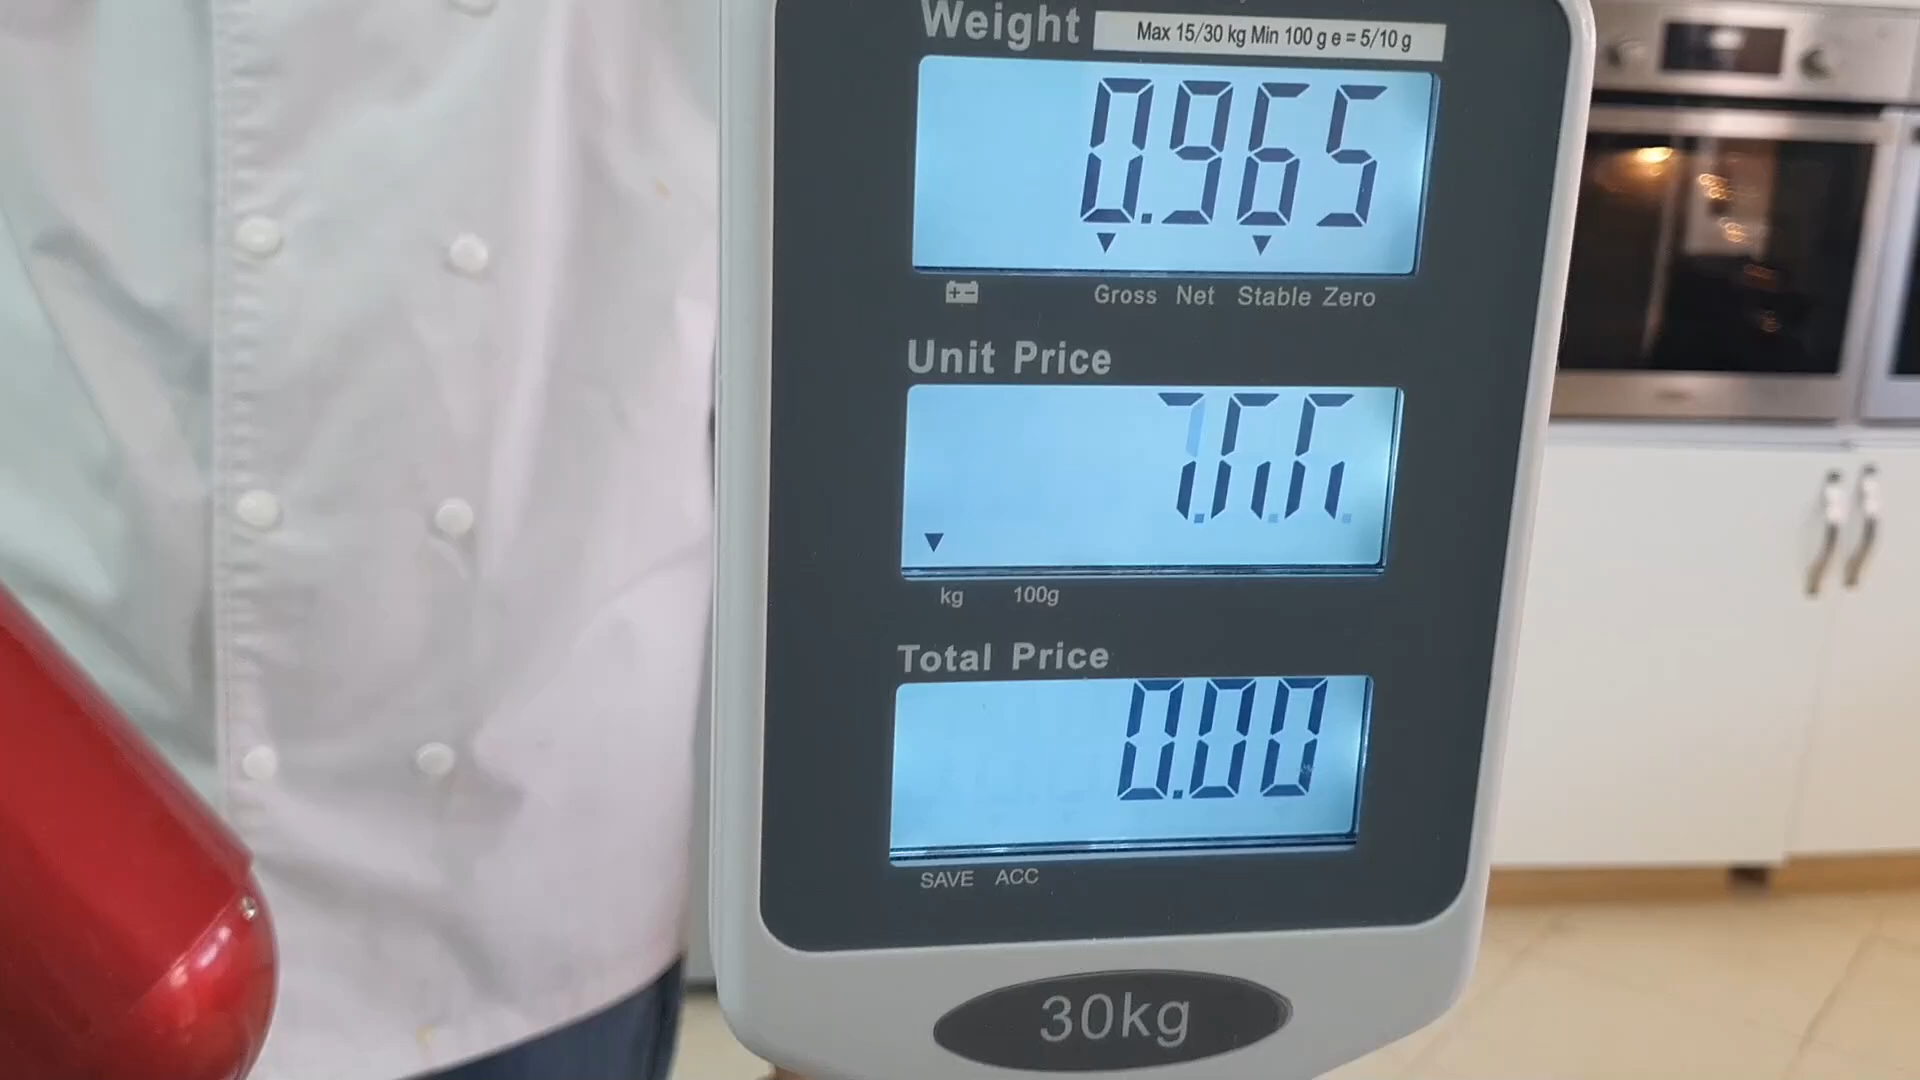 Weight
Max 15/30 kg Min 100 g e = 5/10 g
0.965
Gross Net Stable Zero
Unit Price
kg 100g
Total Price
0.00
SAVE ACC
30kg